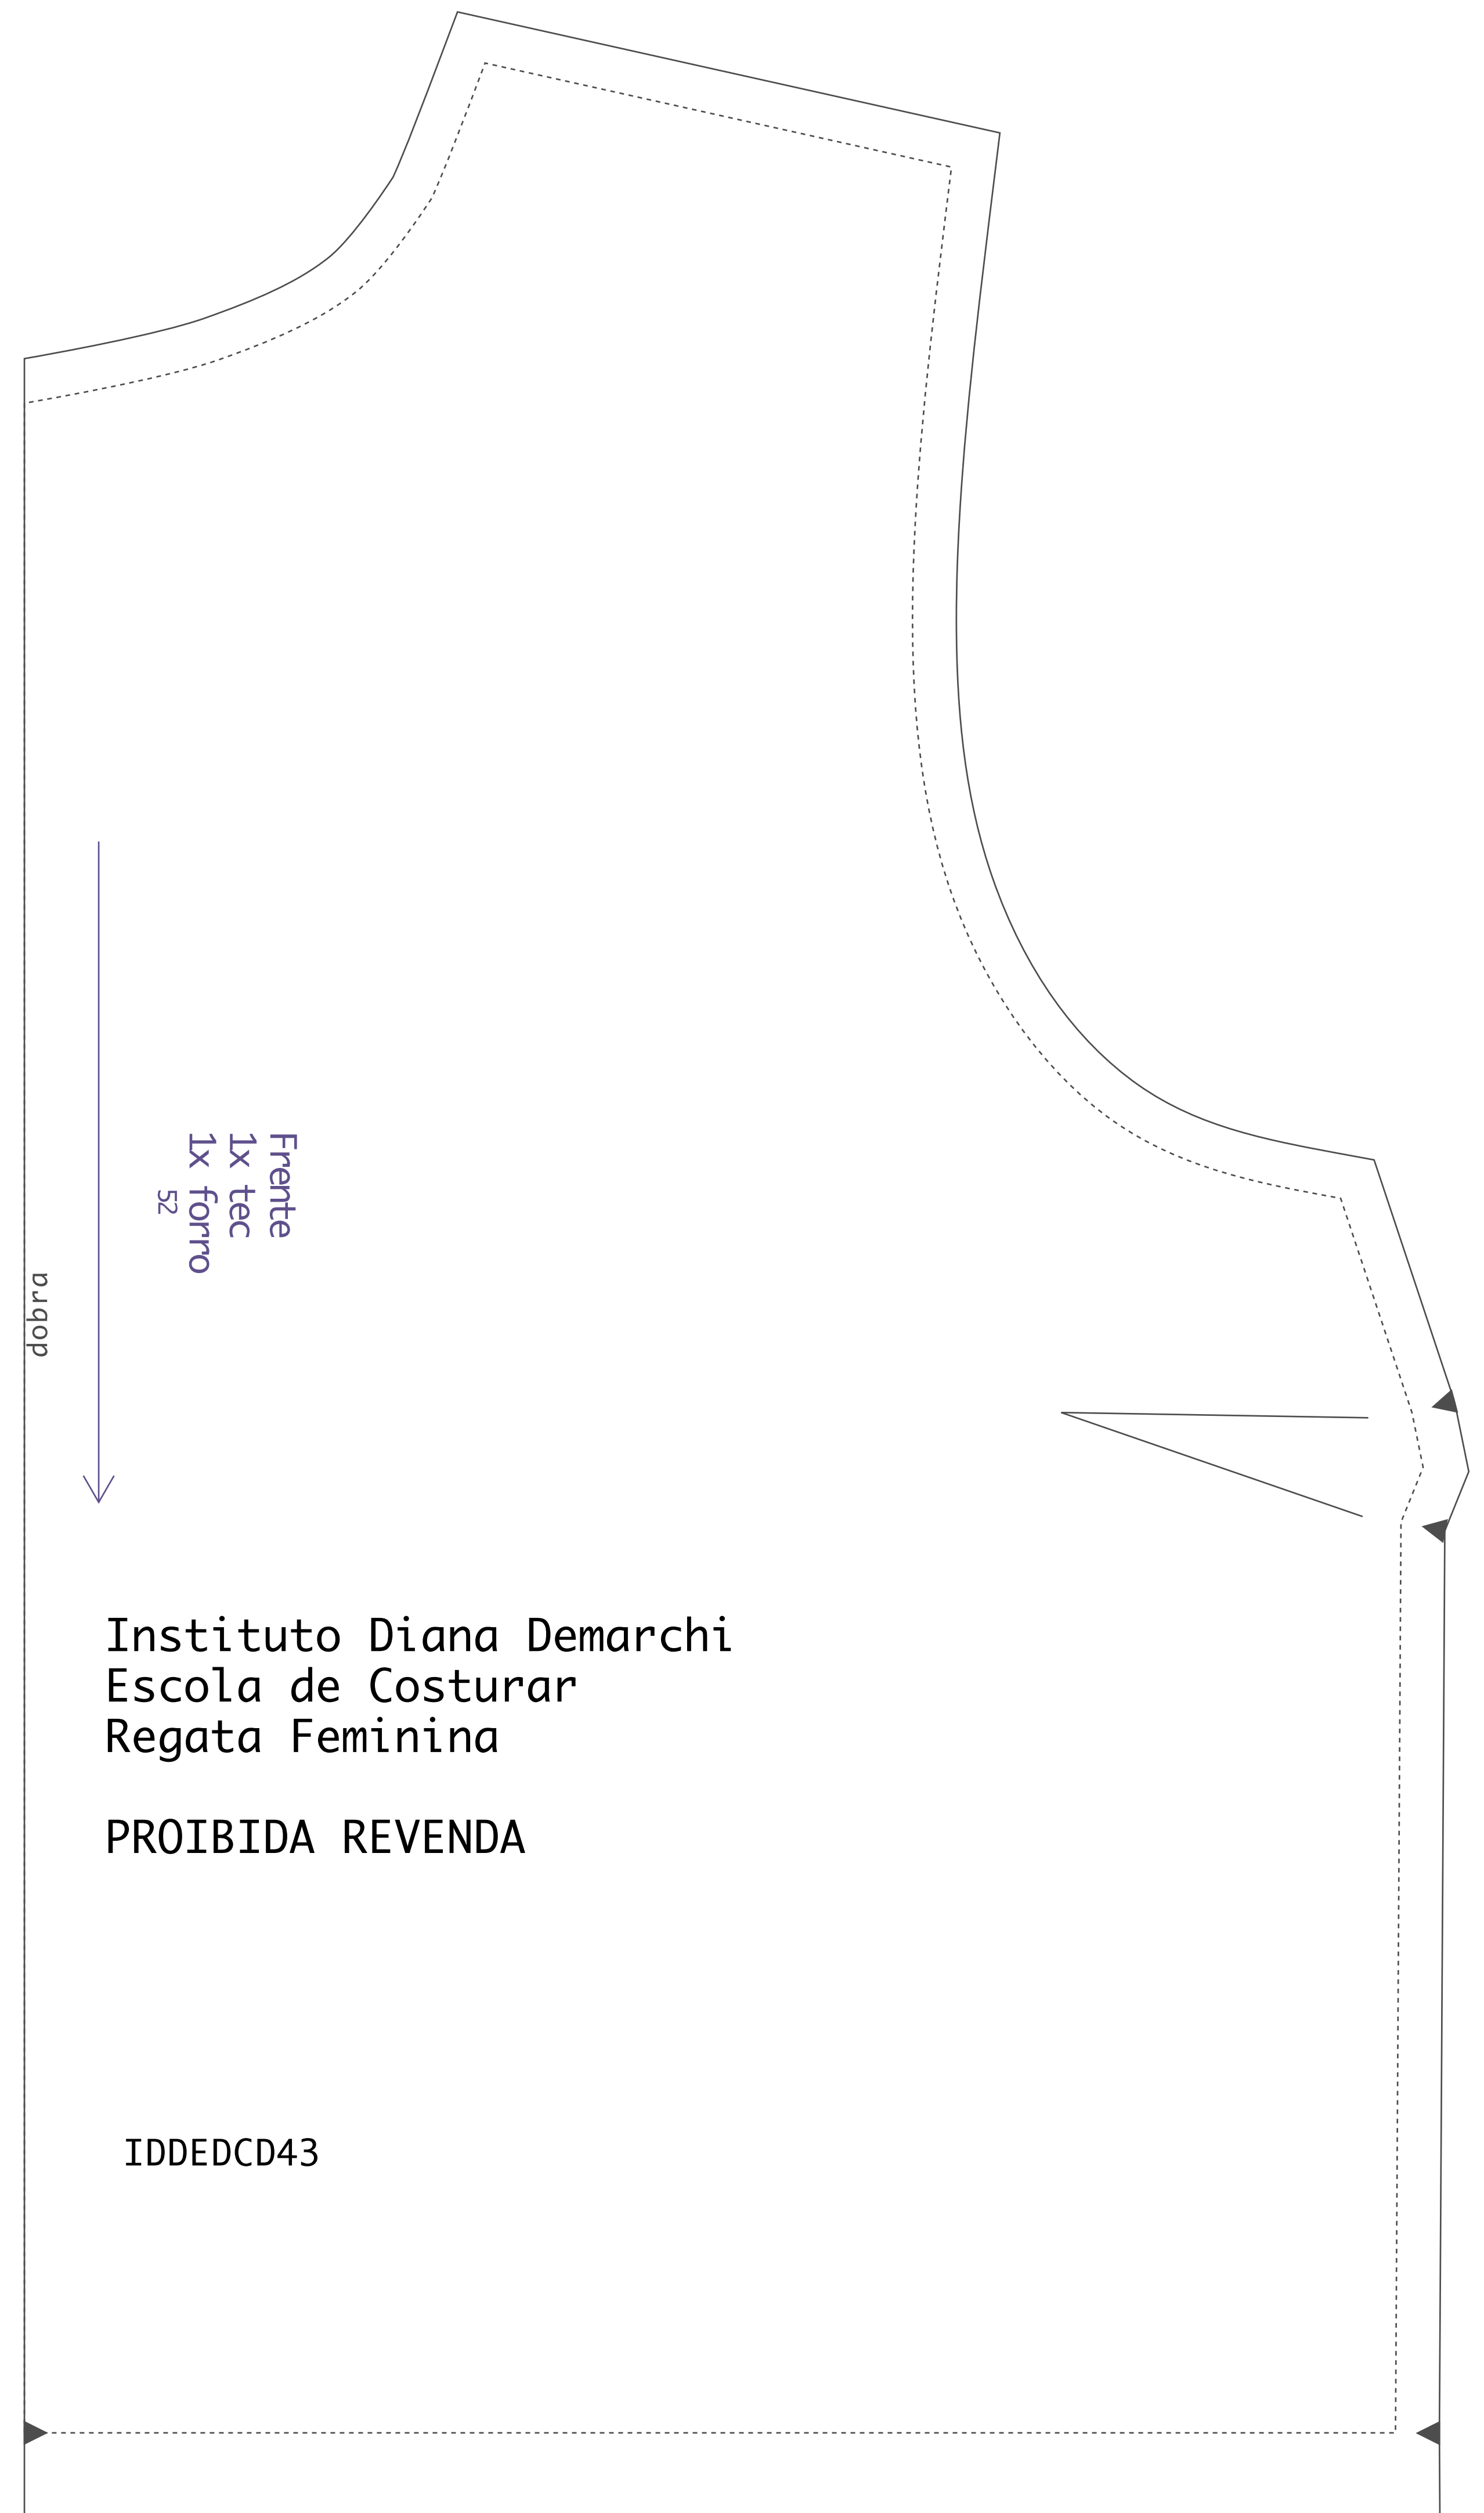 Frente
1x tec
1x forro
52
dobra
Instituto Diana Demarchi
Escola de Costurar
Regata Feminina
PROIBIDA REVENDA
IDDEDCD43